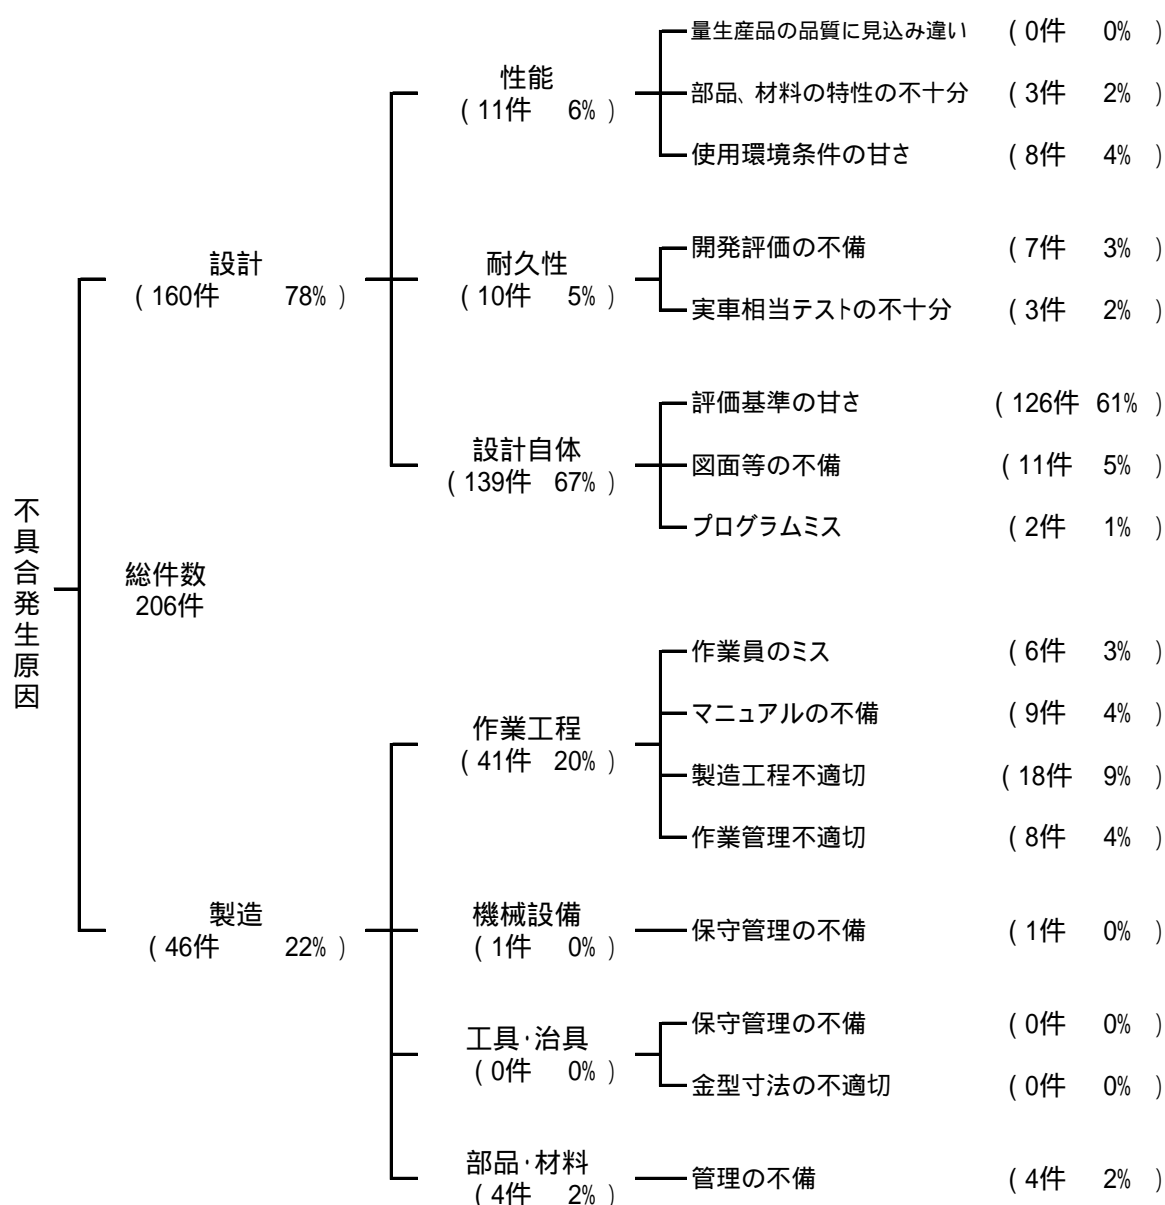 不具合発生原因
総件数
206件
設計
(160件 78%)
性能
(11件 6%)
量生産品の品質に見込み違い (0件 0%)
部品、材料の特性の不十分 (3件 2%)
使用環境条件の甘さ (8件 4%)
耐久性
(10件 5%)
開発評価の不備 (7件 3%)
実車相当テストの不十分 (3件 2%)
設計自体
(139件 67%)
評価基準の甘さ (126件 61%)
図面等の不備 (11件 5%)
プログラムミス (2件 1%)
製造
(46件 22%)
作業工程
(41件 20%)
作業員のミス (6件 3%)
マニュアルの不備 (9件 4%)
製造工程不適切 (18件 9%)
作業管理不適切 (8件 4%)
機械設備
(1件 0%)
保守管理の不備 (1件 0%)
工具・治具
(0件 0%)
保守管理の不備 (0件 0%)
金型寸法の不適切 (0件 0%)
部品・材料
(4件 2%)
管理の不備 (4件 2%)